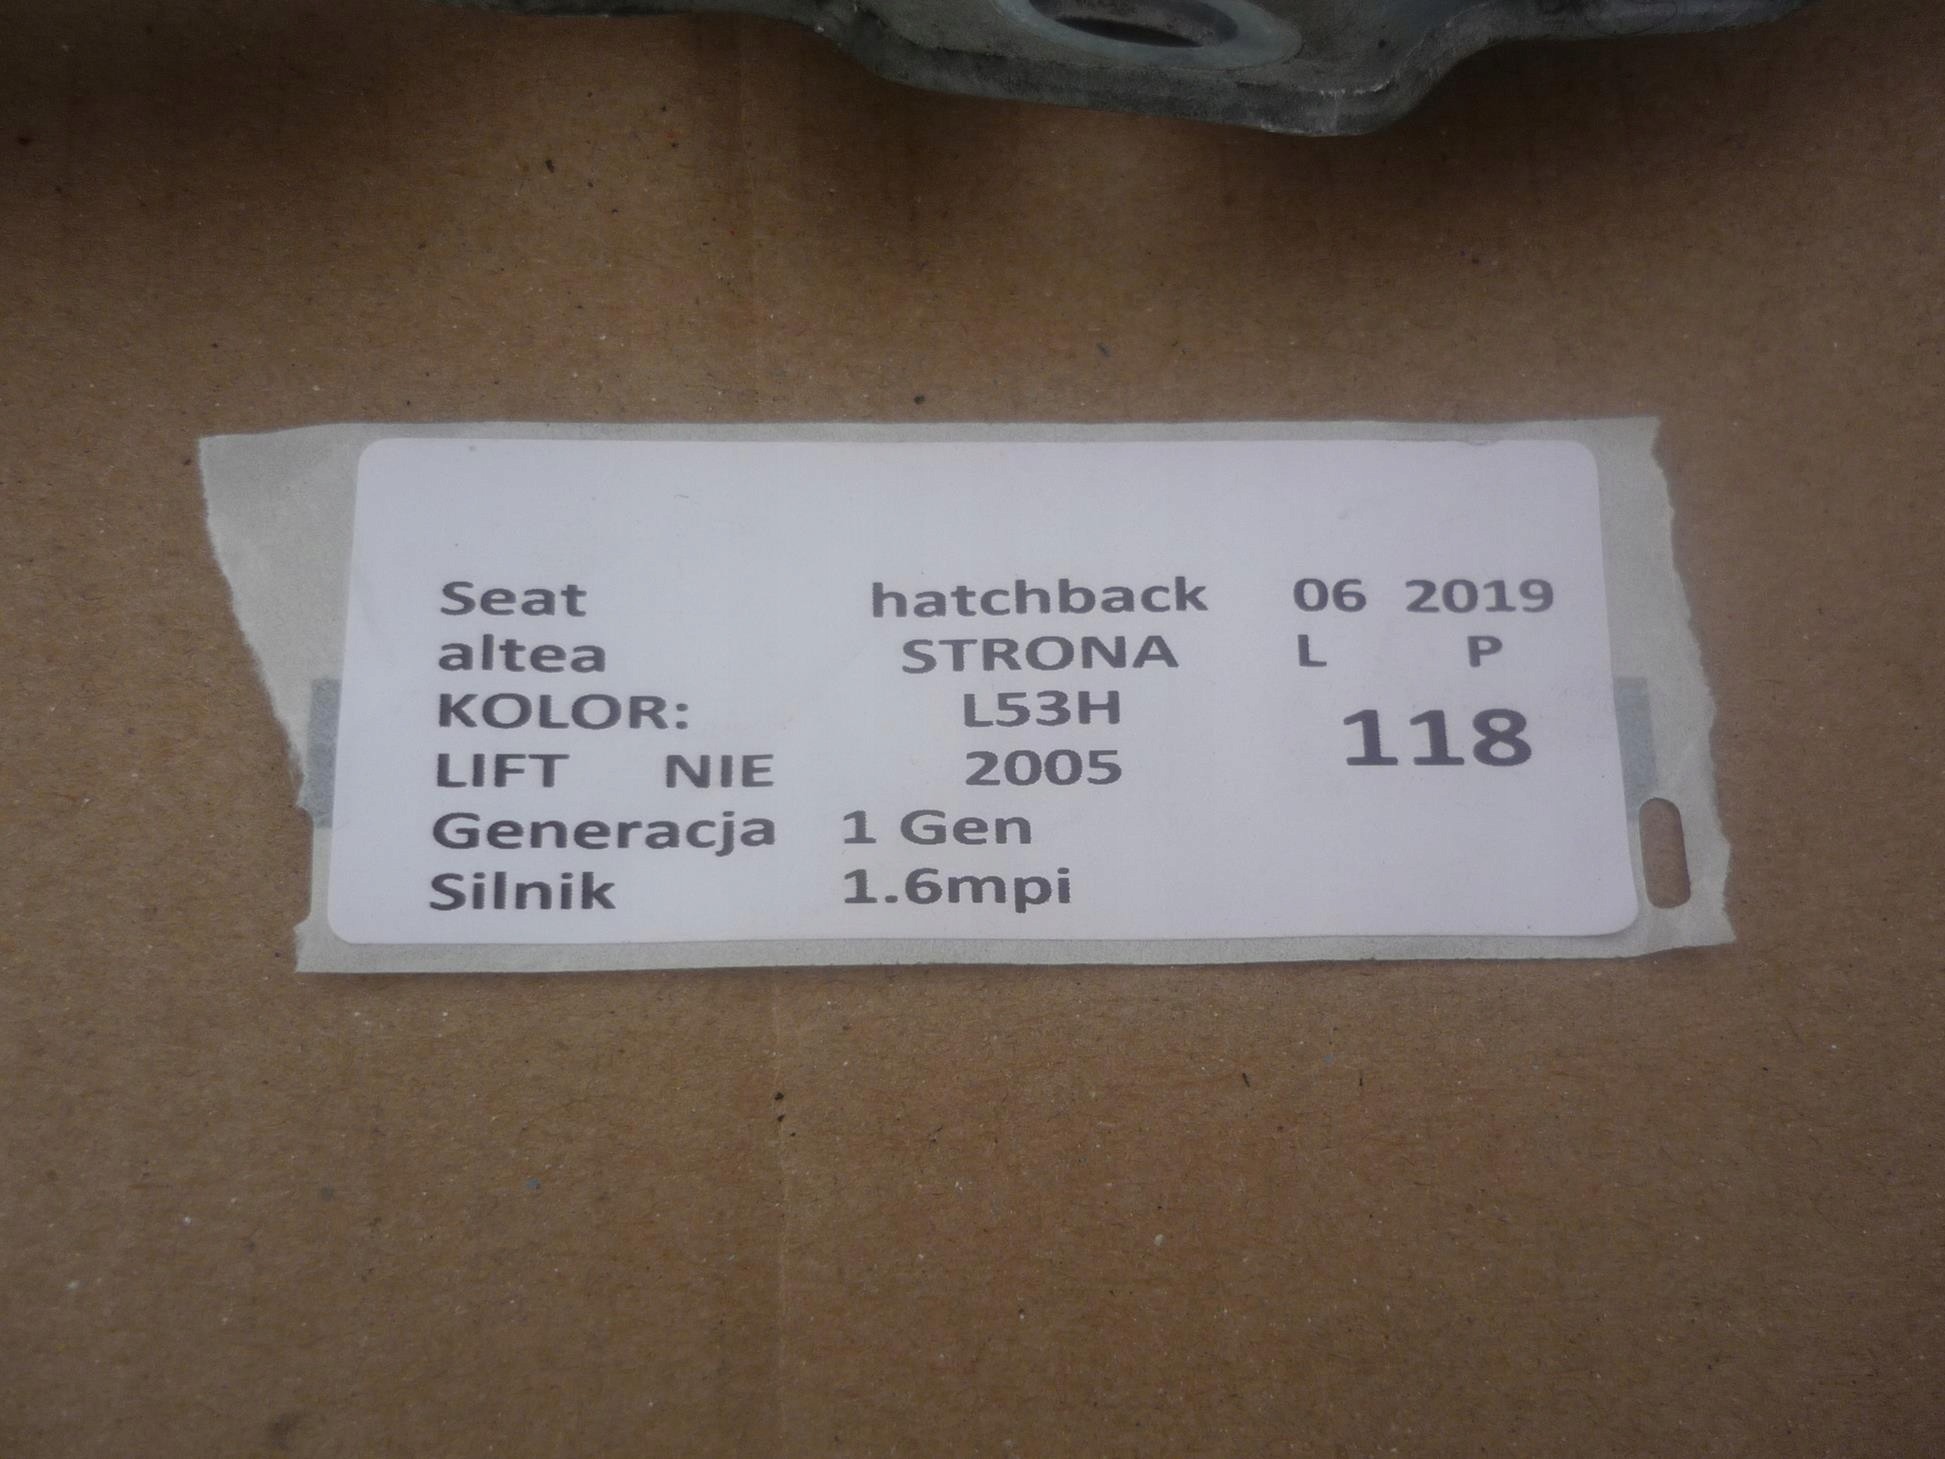 Seat hatchback 06 2019
altea STRONA L P
KOLOR: L53H
118
LIFT NIE 2005
Generacja 1 Gen
Silnik 1.6mpi